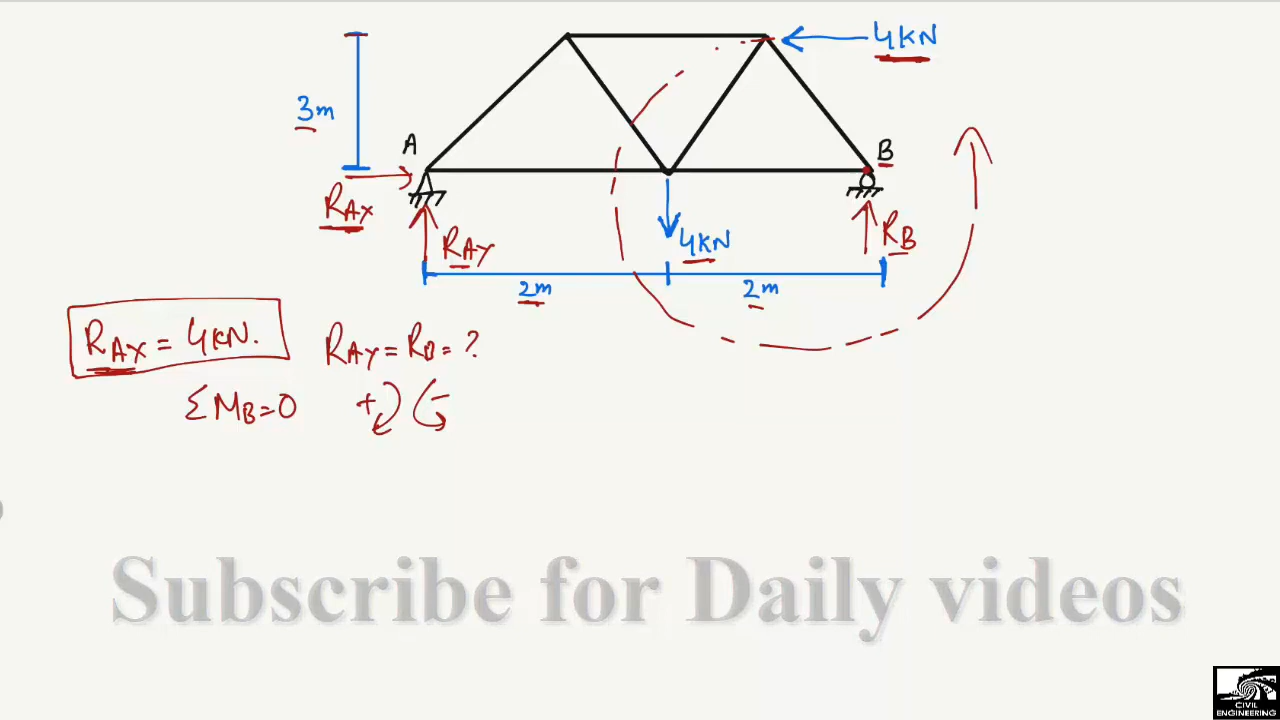 4KN
3m
A
B
RAX
RAY
4KN
RB
2m
2m
RAX = 4KN.
RAY = RB = ?
ΣMB=0
+
-
Subscribe for Daily videos
CIVIL
ENGINEERING